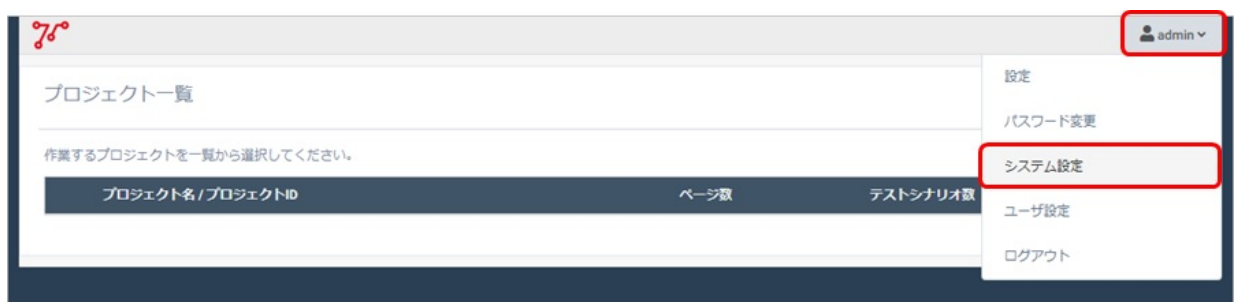 admin
プロジェクト一覧
作業するプロジェクトを一覧から選択してください。
プロジェクト名 / プロジェクトID ページ数 テストシナリオ数
設定
パスワード変更
システム設定
ユーザ設定
ログアウト